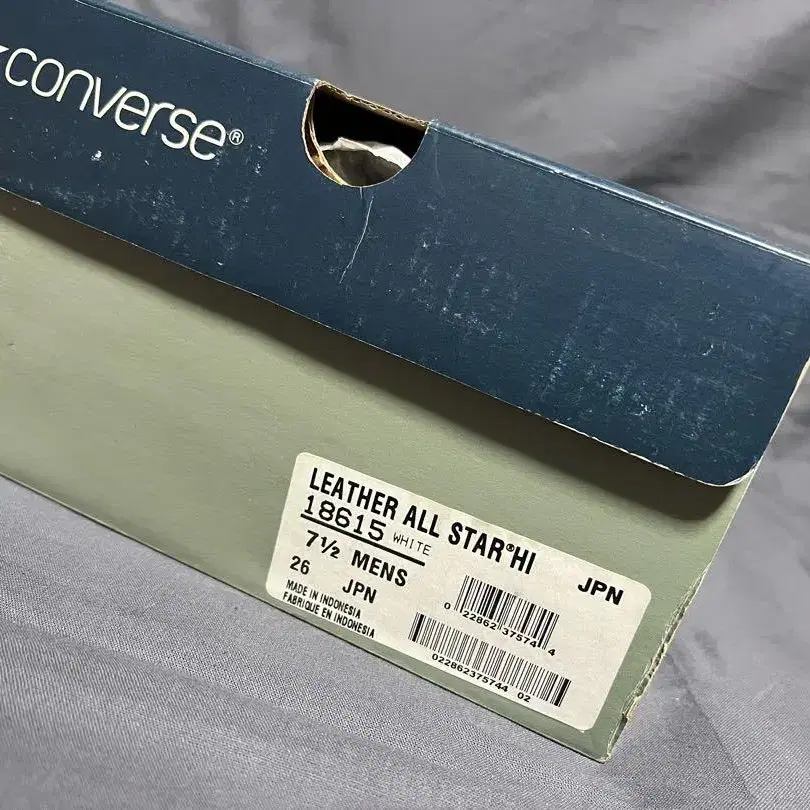 converse®
LEATHER ALL STAR®HI
18615 WHITE
7½ MENS JPN
26 JPN
MADE IN INDONESIA
FABRIQUE EN INDONESIA
0 22862 37574 4
022862375744 02